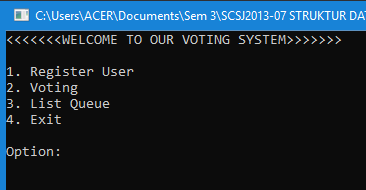 C:\Users\ACER\Documents\Sem 3\SCSJ2013-07 STRUKTUR DA
<<<<<<<WELCOME TO OUR VOTING SYSTEM>>>>>>>
1. Register User
2. Voting
3. List Queue
4. Exit
Option: